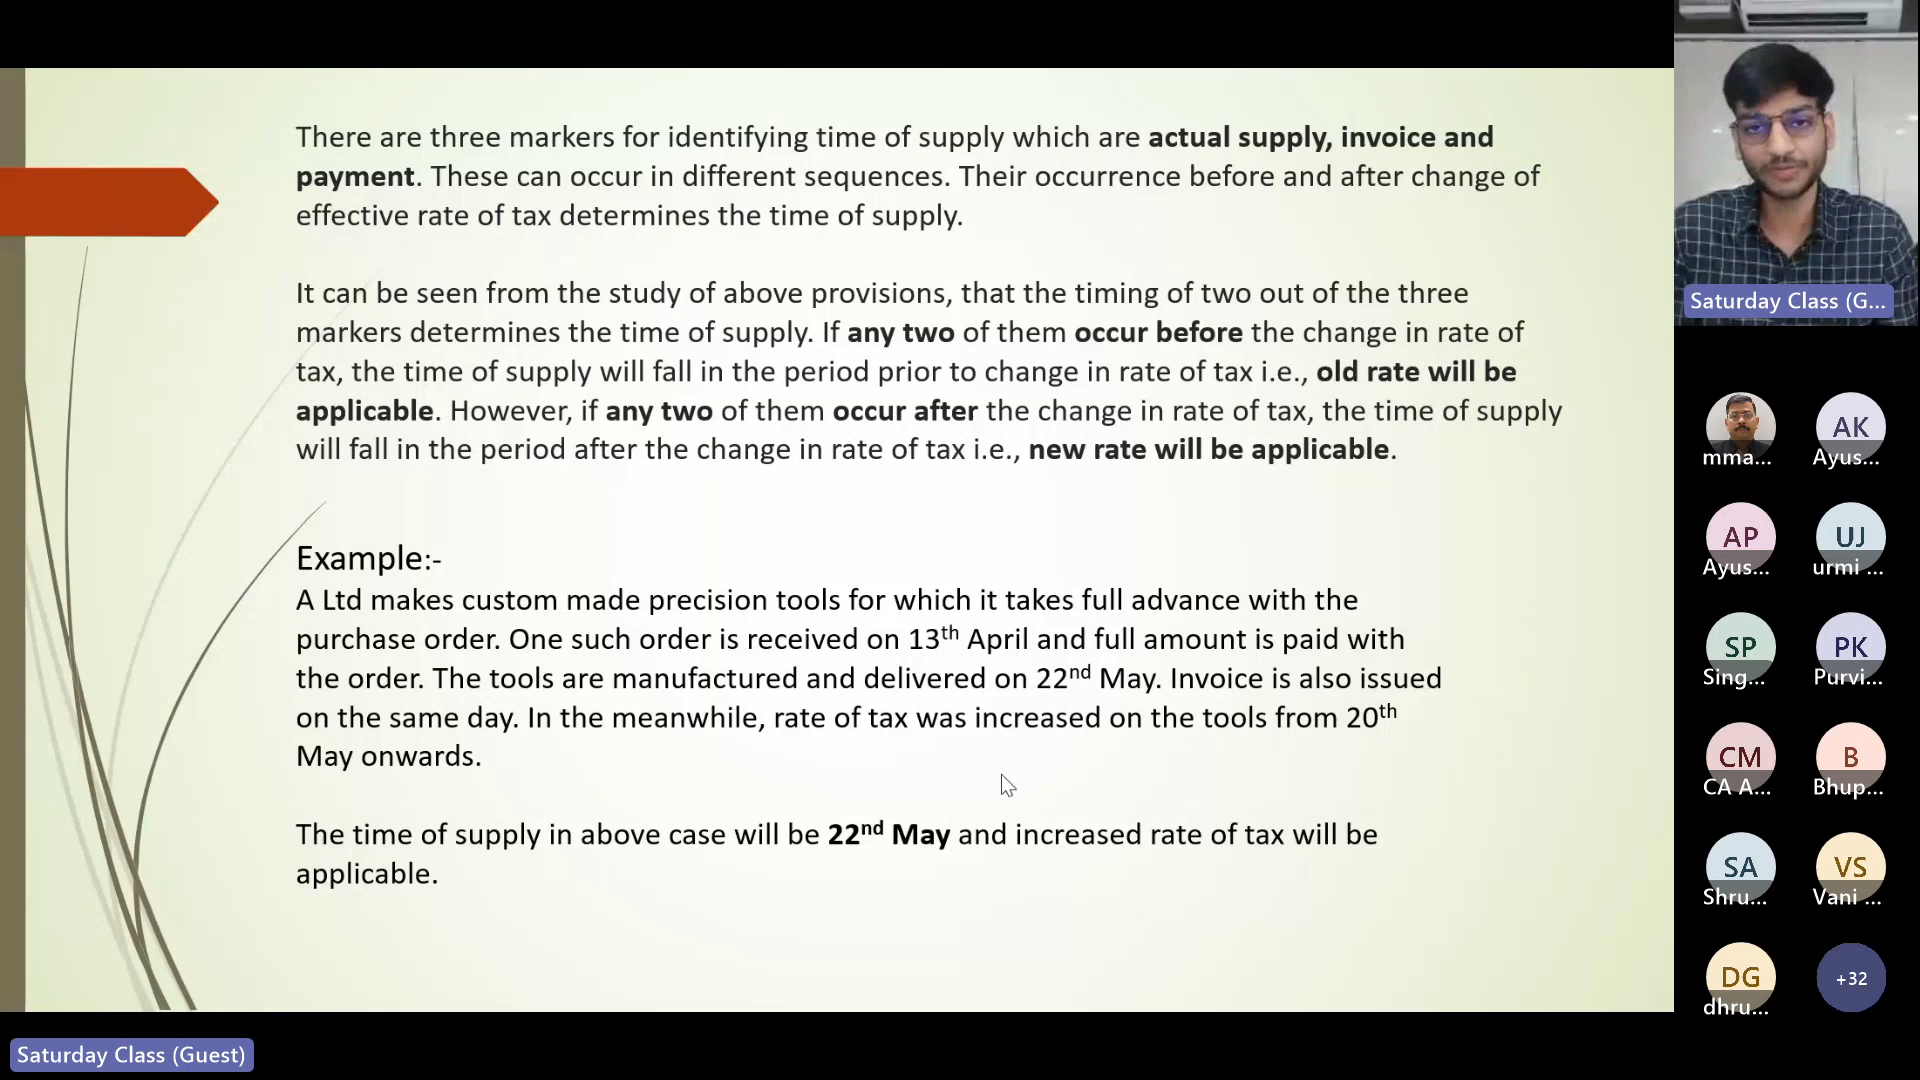 There are three markers for identifying time of supply which are actual supply, invoice and
payment. These can occur in different sequences. Their occurrence before and after change of
effective rate of tax determines the time of supply.
It can be seen from the study of above provisions, that the timing of two out of the three
markers determines the time of supply. If any two of them occur before the change in rate of
tax, the time of supply will fall in the period prior to change in rate of tax i.e., old rate will be
applicable. However, if any two of them occur after the change in rate of tax, the time of supply
will fall in the period after the change in rate of tax i.e., new rate will be applicable.
Example:-
A Ltd makes custom made precision tools for which it takes full advance with the
purchase order. One such order is received on 13th April and full amount is paid with
the order. The tools are manufactured and delivered on 22nd May. Invoice is also issued
on the same day. In the meanwhile, rate of tax was increased on the tools from 20th
May onwards.
The time of supply in above case will be 22nd May and increased rate of tax will be
applicable.
Saturday Class (Guest)
Saturday Class (G...
mma...
AK
Ayus...
AP
Ayus...
UJ
urmi ...
SP
Sing...
PK
Purvi...
CM
CA A...
B
Bhup...
SA
Shru...
VS
Vani ...
DG
dhru...
+32